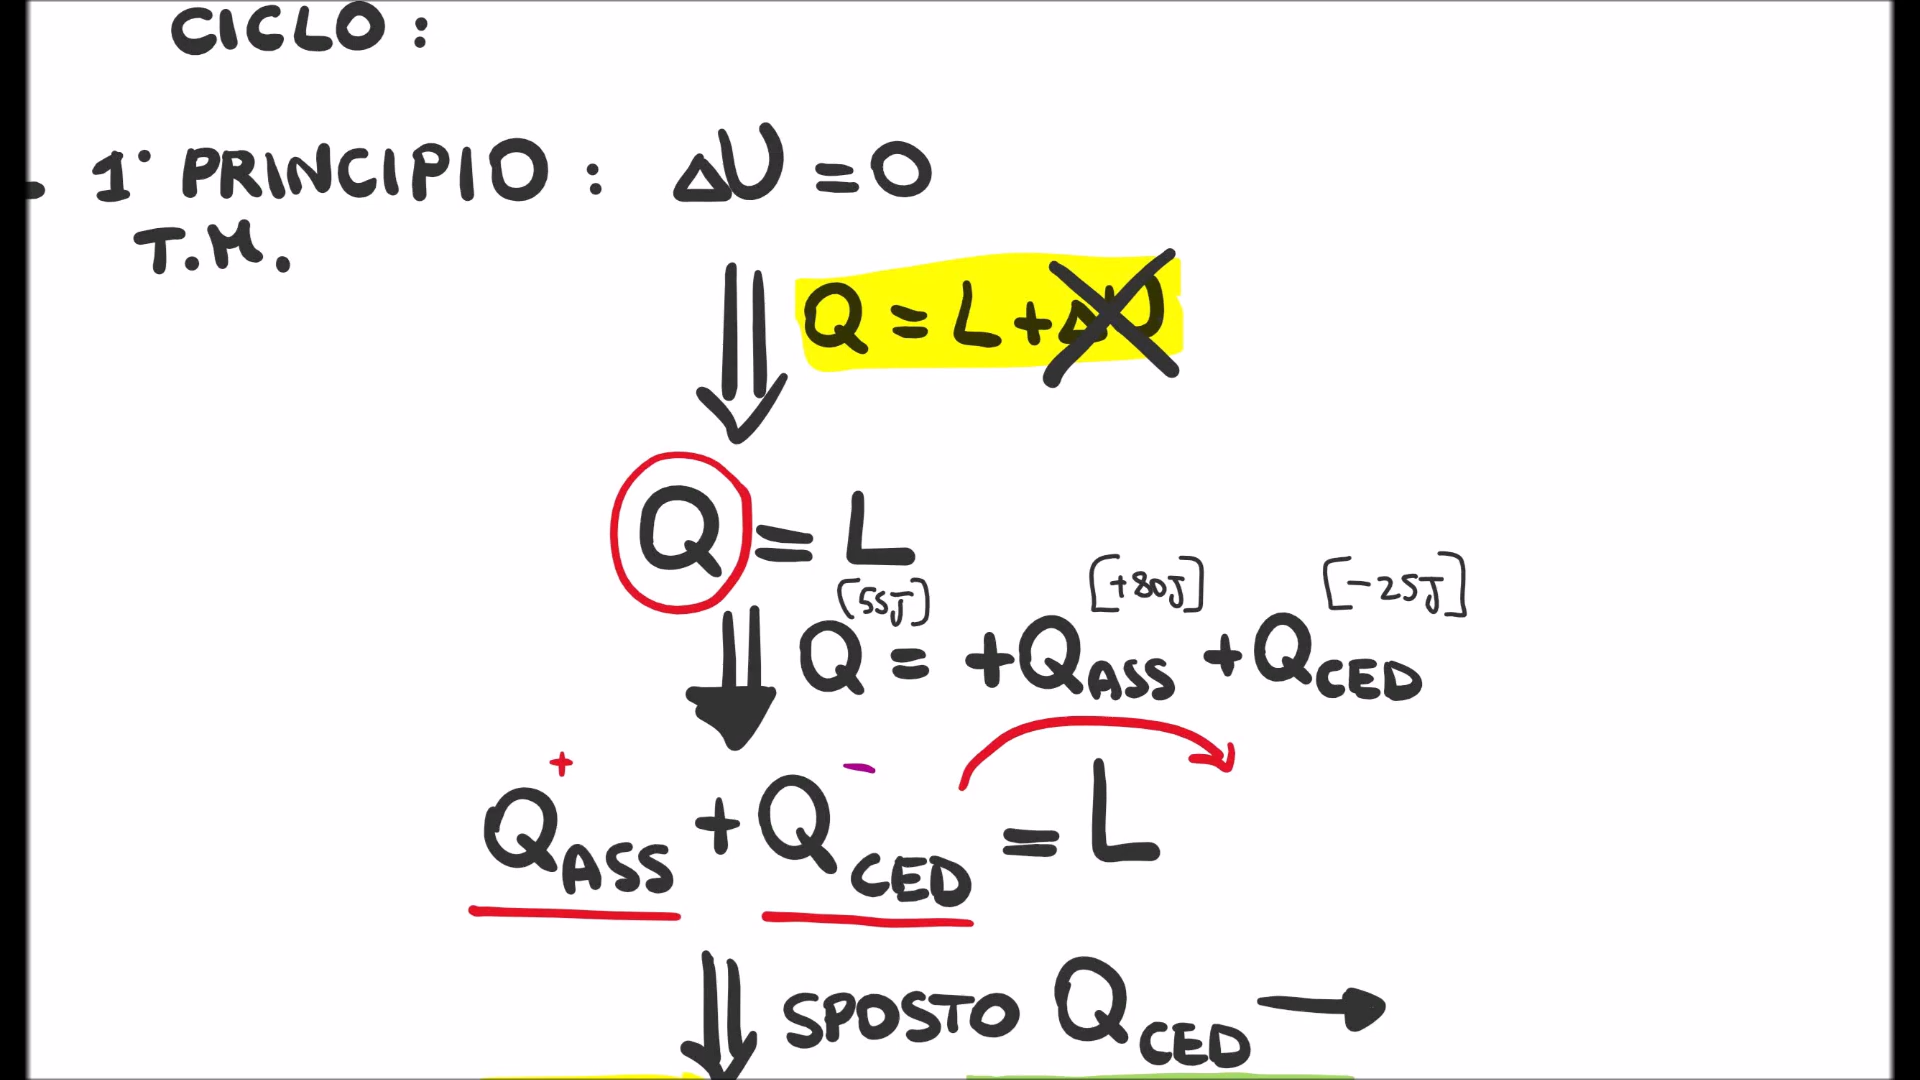 CICLO :
1° PRINCIPIO : ΔU = 0
T.M.
Q = L + ΔU
Q = L
[55J] [+80J] [-25J]
Q = +QASS + QCED
+ -
QASS + QCED = L
SPOSTO QCED →